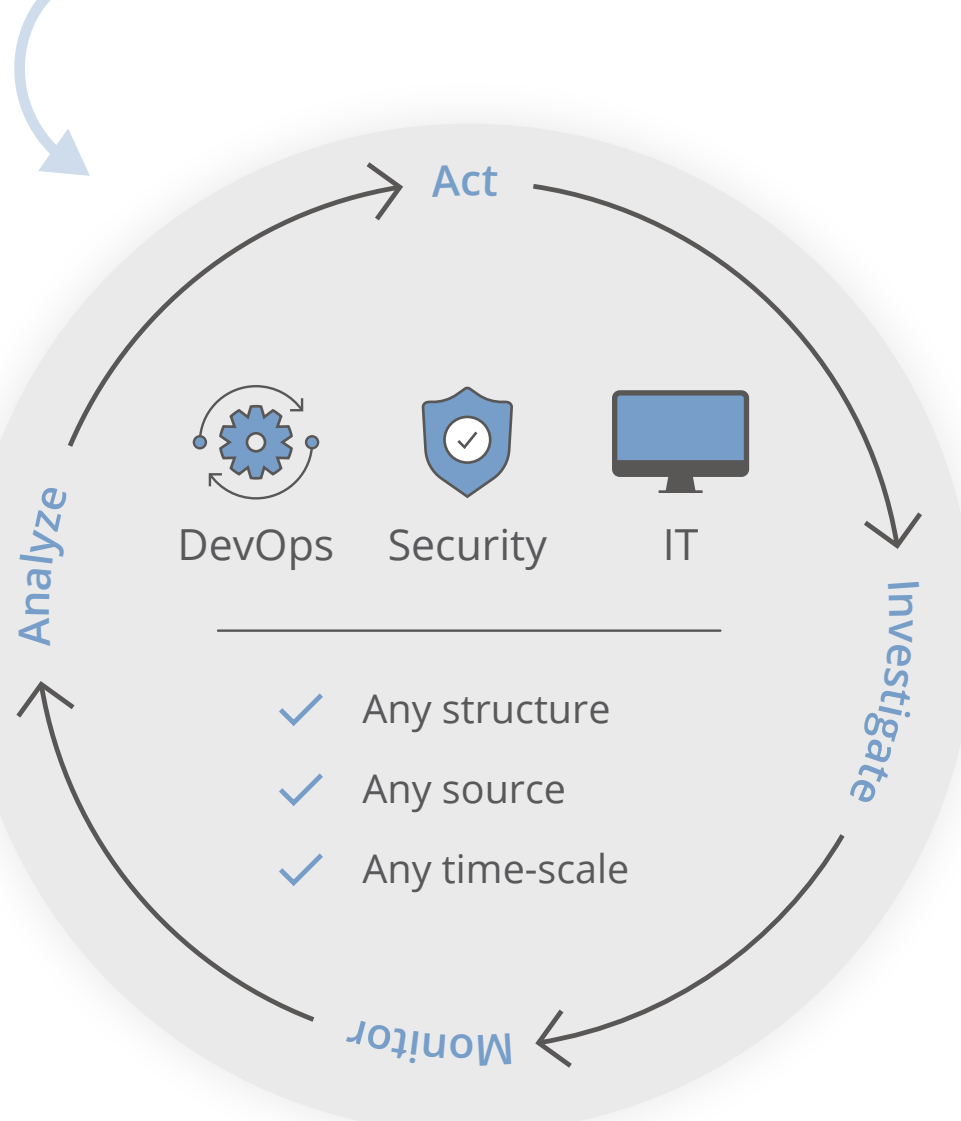 Act
DevOps Security IT
Analyze
Investigate
Any structure
Any source
Any time-scale
Monitor